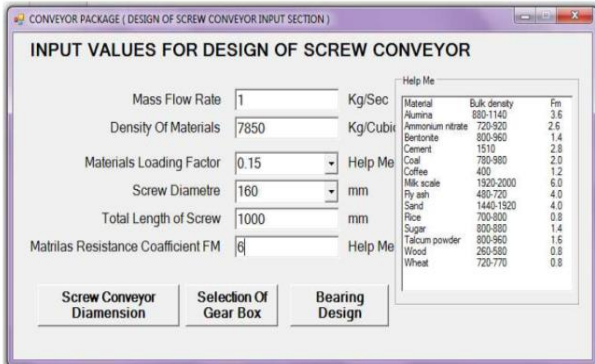 CONVEYOR PACKAGE ( DESIGN OF SCREW CONVEYOR INPUT SECTION )
INPUT VALUES FOR DESIGN OF SCREW CONVEYOR
Mass Flow Rate 1 Kg/Sec
Density Of Materials 7850 Kg/Cubic
Materials Loading Factor 0.15 Help Me
Screw Diametre 160 mm
Total Length of Screw 1000 mm
Matrilas Resistance Coefficient FM 6 Help Me
Help Me
Material Bulk density Fm
Alumina 880-1140 3.6
Ammonium nitrate 720-920 2.6
Bentonite 800-960 1.4
Cement 1510 2.8
Coal 780-980 2.0
Coffee 400 1.2
Milk scale 1920-2000 6.0
Fly ash 480-720 4.0
Sand 1440-1920 4.0
Rice 700-800 0.8
Sugar 800-880 1.4
Talcum powder 800-960 1.6
Wood 260-580 0.8
Wheat 720-770 0.8
Screw Conveyor
Diamension
Selection Of
Gear Box
Bearing
Design